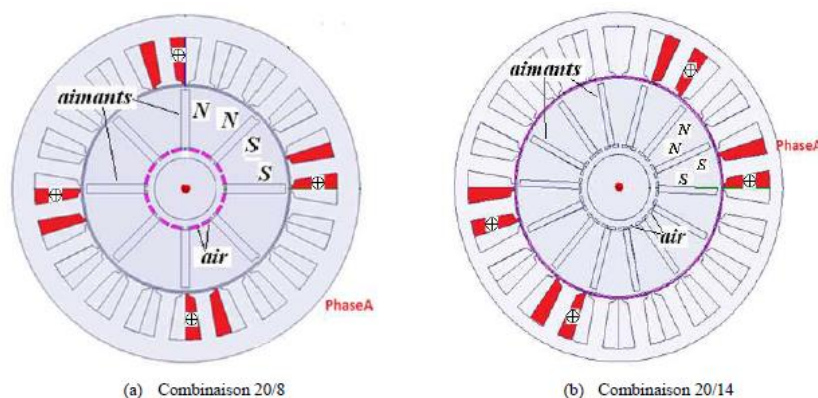 aimants
N
N
S
S
air
PhaseA
(a) Combinaison 20/8
aimants
N
N
S
S
PhaseA
air
(b) Combinaison 20/14